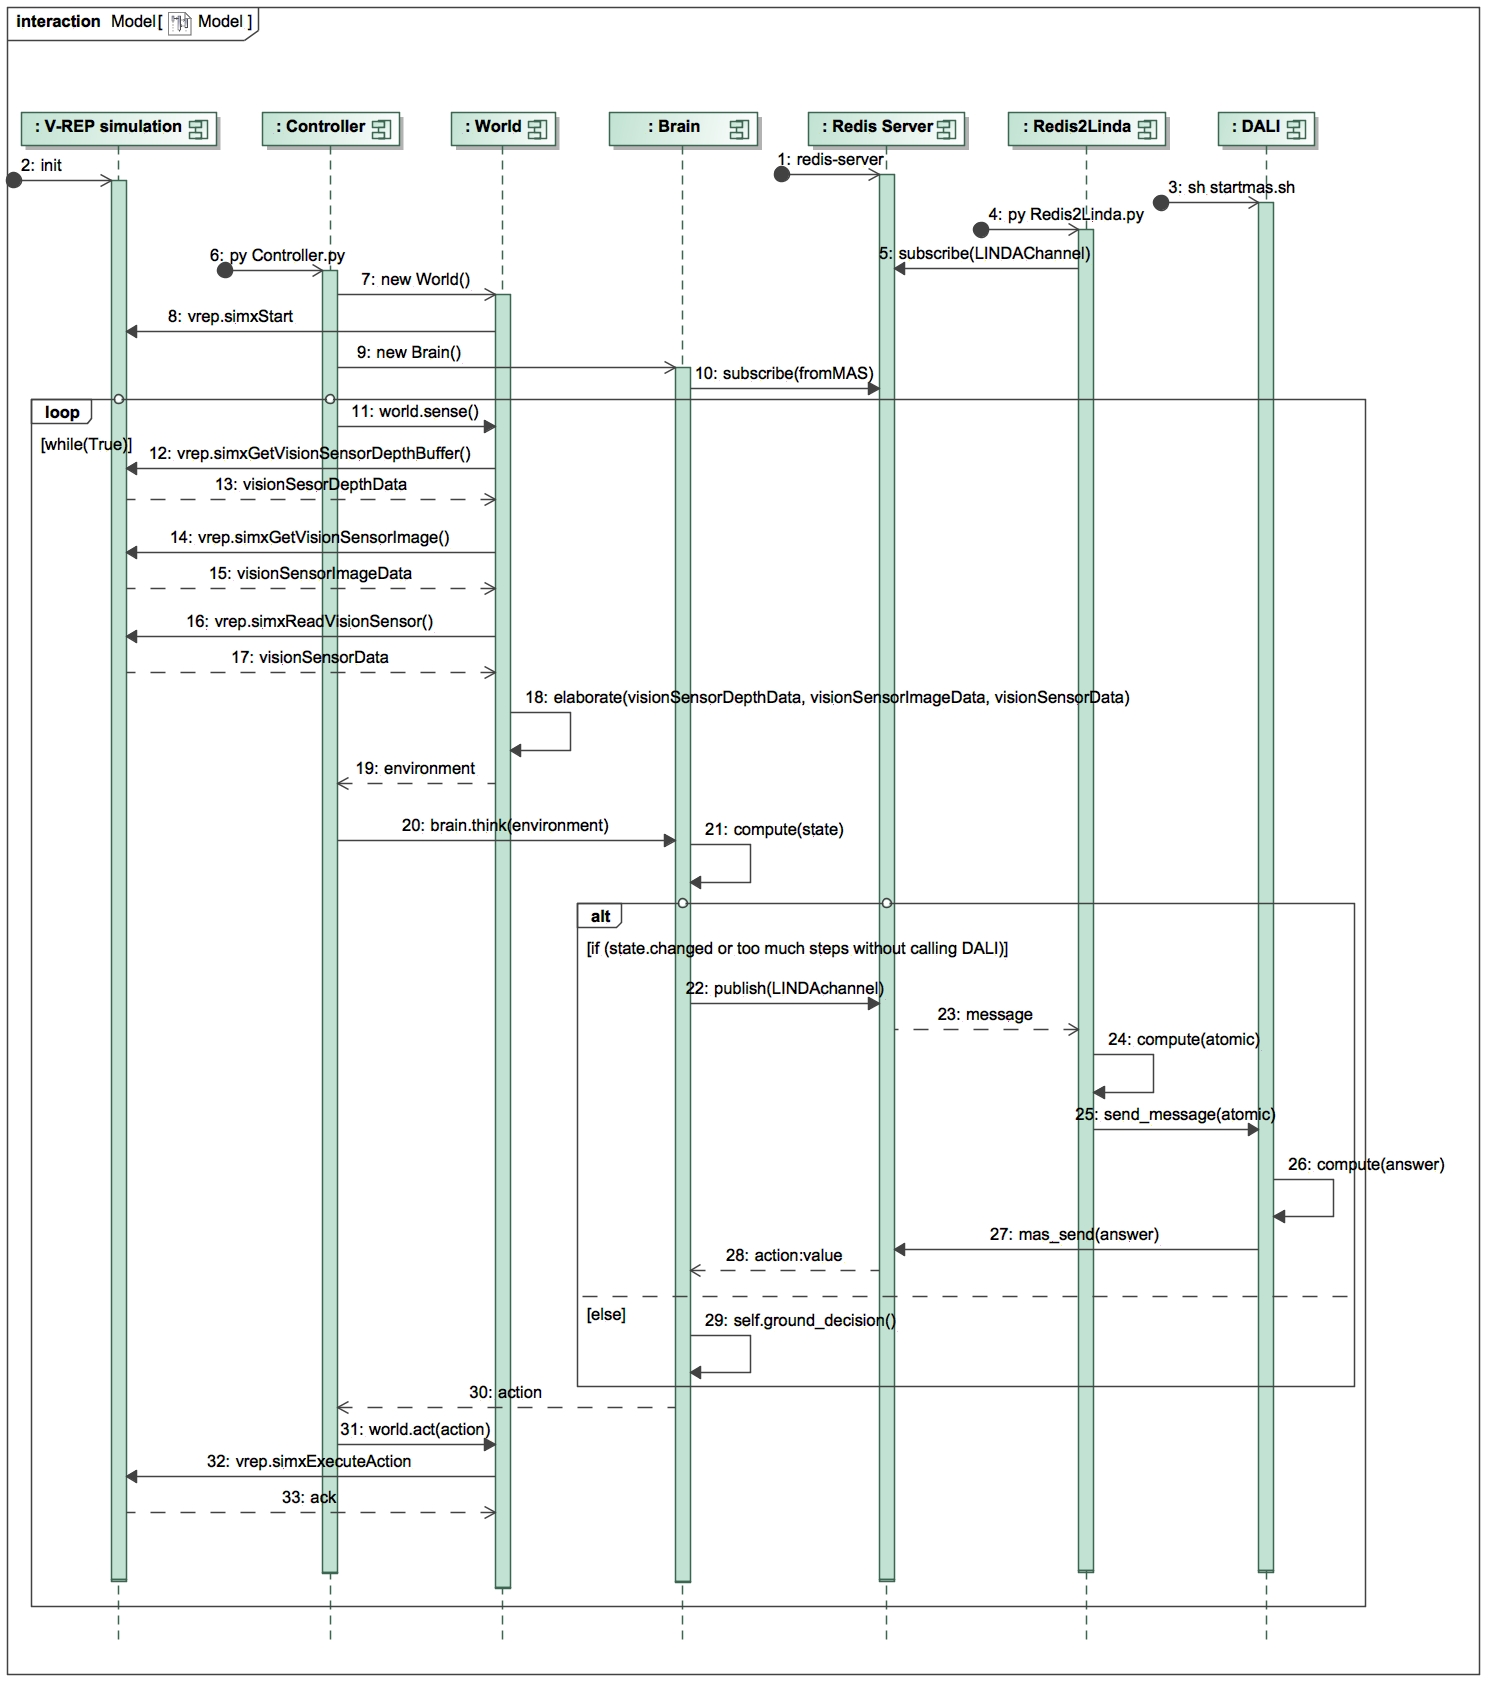 interaction Model[ Model ]
: V-REP simulation
: Controller
: World
: Brain
: Redis Server
: Redis2Linda
: DALI
1: redis-server
2: init
3: sh startmas.sh
4: py Redis2Linda.py
5: subscribe(LINDAChannel)
6: py Controller.py
7: new World()
8: vrep.simxStart
9: new Brain()
10: subscribe(fromMAS)
loop
11: world.sense()
[while(True)]
12: vrep.simxGetVisionSensorDepthBuffer()
13: visionSesorDepthData
14: vrep.simxGetVisionSensorImage()
15: visionSensorImageData
16: vrep.simxReadVisionSensor()
17: visionSensorData
18: elaborate(visionSensorDepthData, visionSensorImageData, visionSensorData)
19: environment
20: brain.think(environment)
21: compute(state)
alt
[if (state.changed or too much steps without calling DALI)]
22: publish(LINDAchannel)
23: message
24: compute(atomic)
25: send_message(atomic)
26: compute(answer)
27: mas_send(answer)
28: action:value
[else]
29: self.ground_decision()
30: action
31: world.act(action)
32: vrep.simxExecuteAction
33: ack